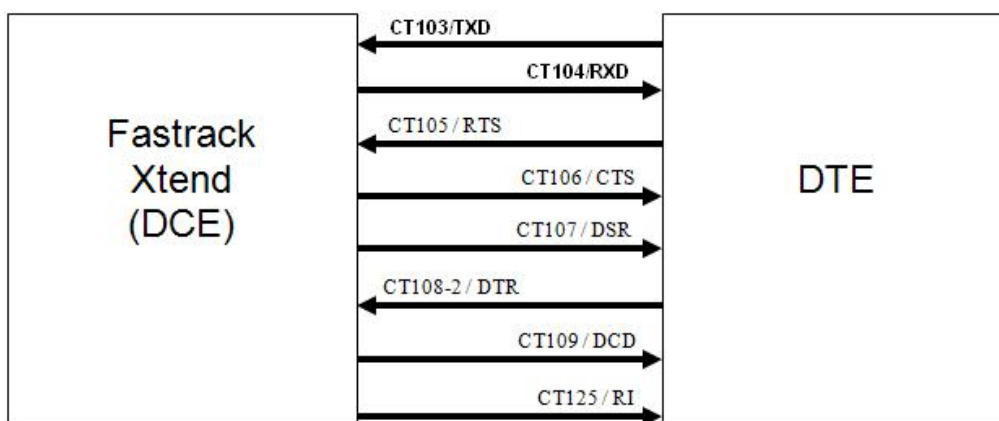 CT103/TXD
CT104/RXD
CT105 / RTS
CT106 / CTS
CT107 / DSR
CT108-2 / DTR
CT109 / DCD
CT125 / RI
Fastrack
Xtend
(DCE)
DTE